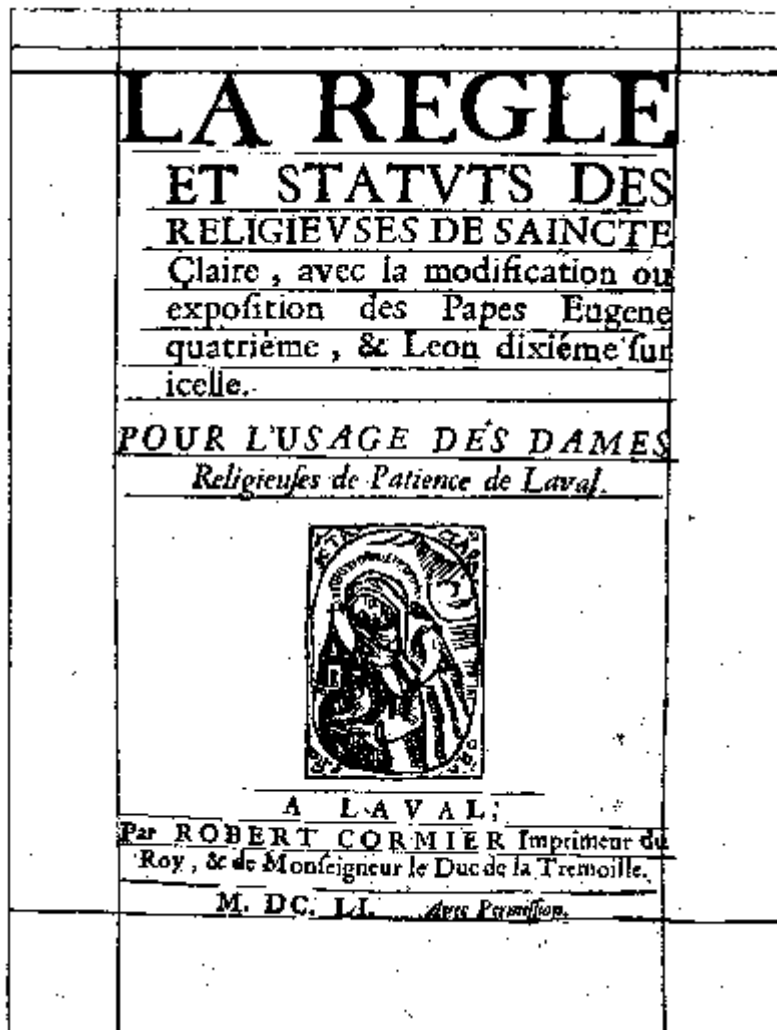 LA REGLE
ET STATVTS DES
RELIGIEVSES DE SAINCTE
Claire, avec la modification ou
expoſition des Papes Eugene
quatriéme, & Leon dixiéme ſur
icelle.
POUR L'USAGE DES DAMES
Religieuſes de Patience de Laval.
A LAVAL,
Par ROBERT CORMIER Imprimeur du
Roy, & de Monſeigneur le Duc de la Tremoille.
M. DC. LI. Avec Permiſſion.